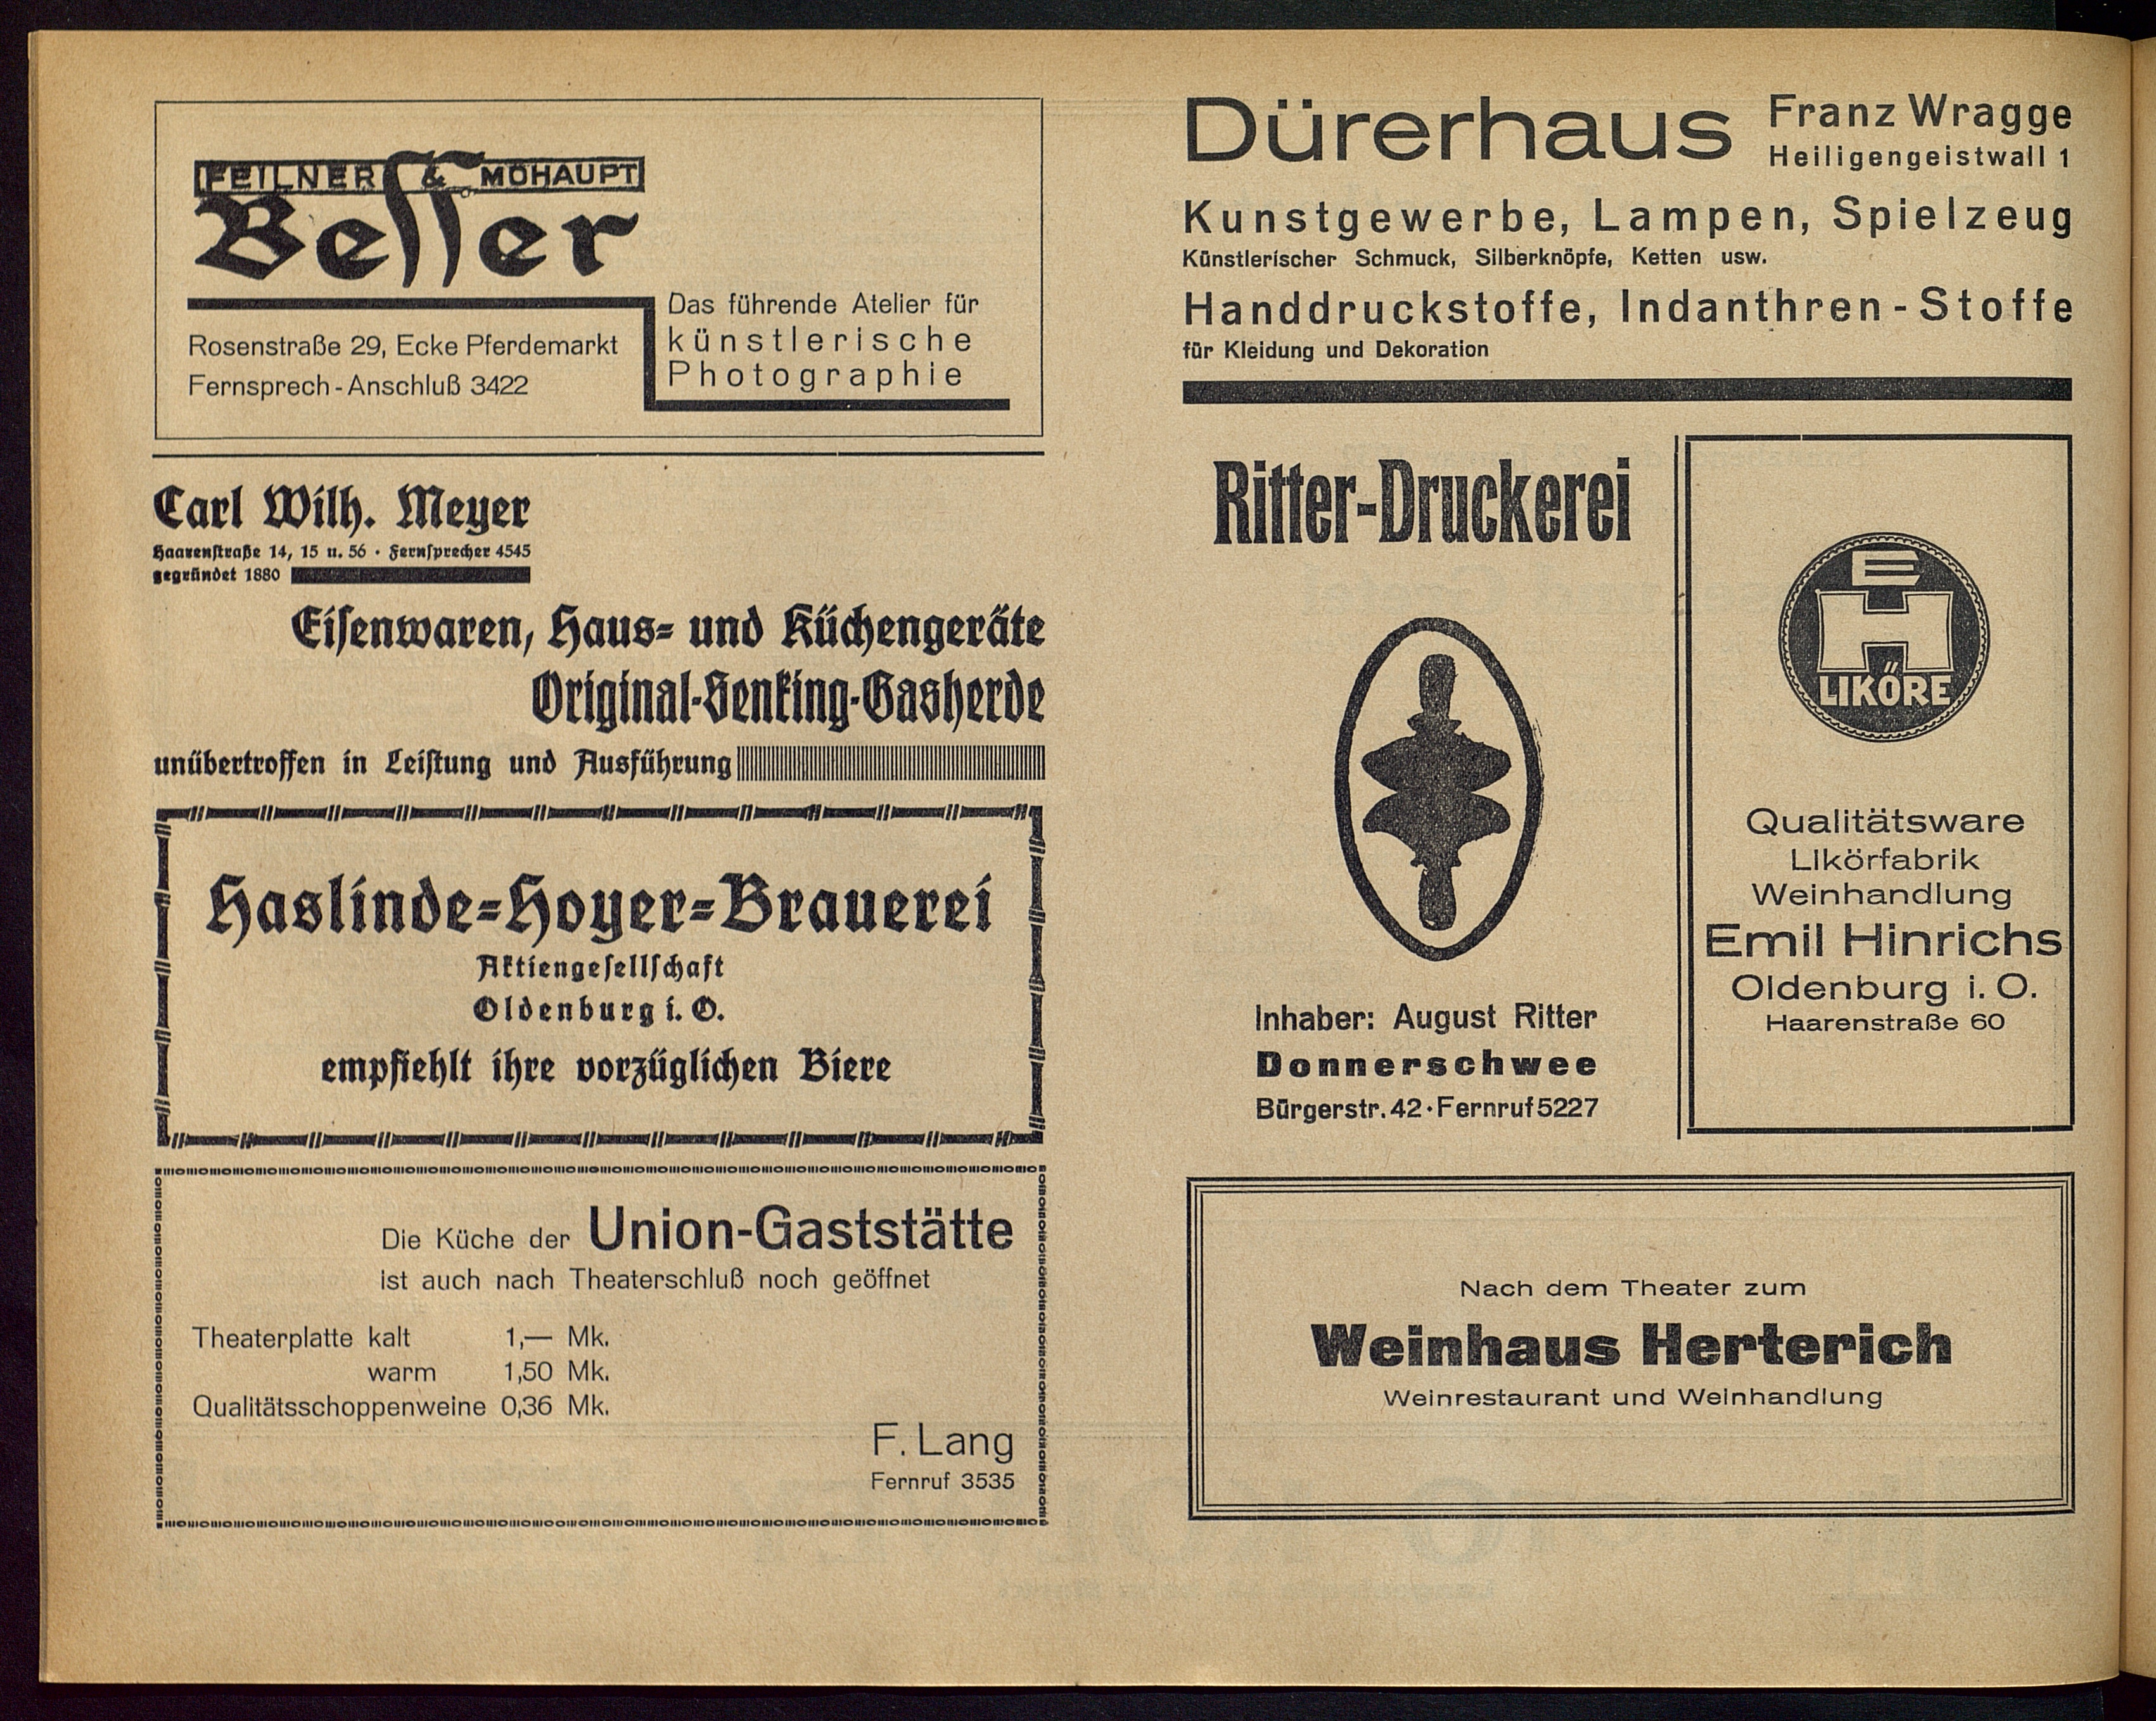 FEILNER & MOHAUPT
Besser
Rosenstraße 29, Ecke Pferdemarkt
Fernsprech-Anschluß 3422
Das führende Atelier für
künstlerische
Photographie
Carl Wilh. Meyer
Haarenstraße 14, 15 u. 56 · Fernsprecher 4545
gegründet 1880
Eisenwaren, Haus- und Küchengeräte
Original-Senking-Gasherde
unübertroffen in Leistung und Ausführung
Haslinde-Hoyer-Brauerei
Aktiengesellschaft
Oldenburg i. O.
empfiehlt ihre vorzüglichen Biere
Die Küche der Union-Gaststätte
ist auch nach Theaterschluß noch geöffnet
Theaterplatte kalt 1,— Mk.
warm 1,50 Mk.
Qualitätsschoppenweine 0,36 Mk.
F. Lang
Fernruf 3535
Dürerhaus
Franz Wragge
Heiligengeistwall 1
Kunstgewerbe, Lampen, Spielzeug
Künstlerischer Schmuck, Silberknöpfe, Ketten usw.
Handdruckstoffe, Indanthren-Stoffe
für Kleidung und Dekoration
Ritter-Druckerei
Inhaber: August Ritter
Donnerschwee
Bürgerstr. 42 · Fernruf 5227
E
H
LIKÖRE
Qualitätsware
Likörfabrik
Weinhandlung
Emil Hinrichs
Oldenburg i. O.
Haarenstraße 60
Nach dem Theater zum
Weinhaus Herterich
Weinrestaurant und Weinhandlung